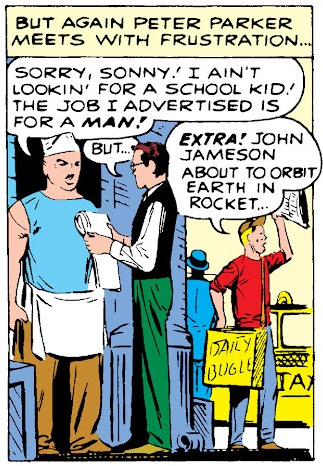 BUT AGAIN PETER PARKER
MEETS WITH FRUSTRATION...
SORRY, SONNY! I AIN'T
LOOKIN' FOR A SCHOOL KID!
THE JOB I ADVERTISED IS
FOR A MAN!
BUT...
EXTRA! JOHN
JAMESON
ABOUT TO ORBIT
EARTH IN
ROCKET...
DAILY
BUGLE
TAX